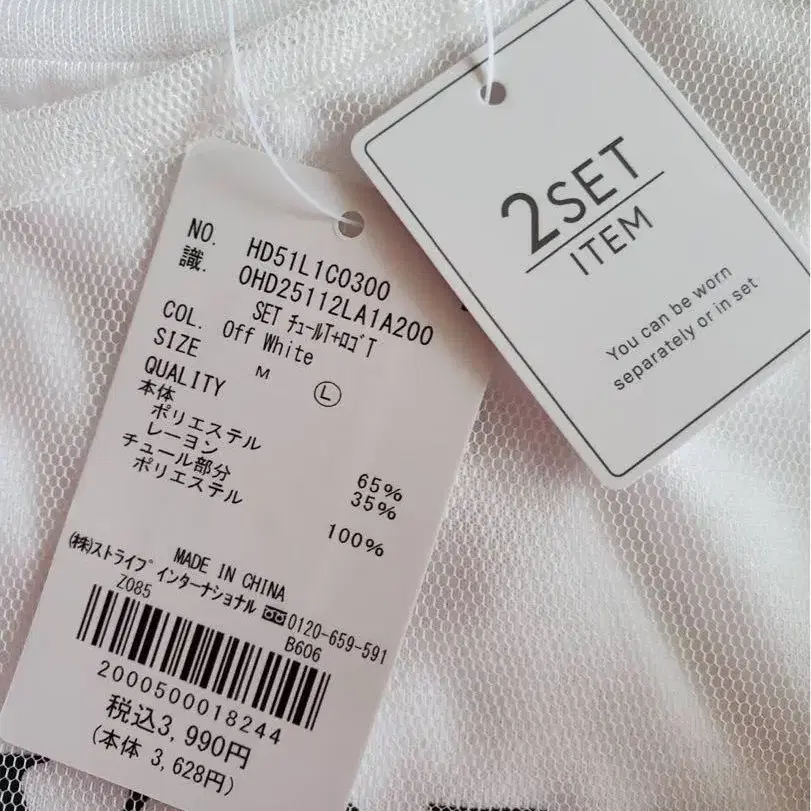 NO. HD51L1C0300
識. OHD25112LA1A200
SET ﾁｭｰﾙT+ﾛｺﾞT
COL. Off White
SIZE M Ⓛ
QUALITY
本体
ポリエステル 65%
レーヨン 35%
チュール部分
ポリエステル 100%
MADE IN CHINA
㈱ストライプ インターナショナル 0120-659-591
Z085 B606
2000500018244
税込3,990円
(本体 3,628円)
2SET
ITEM
You can be worn
separately or in set